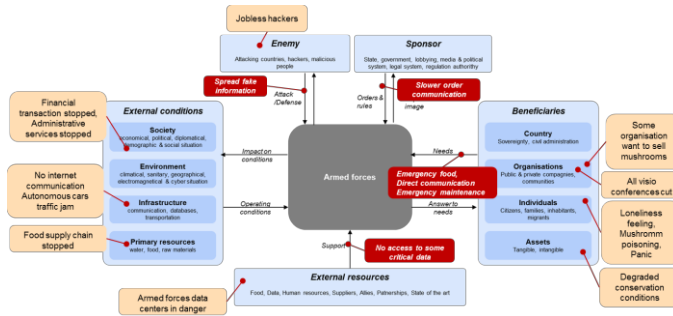 Jobless hackers
Enemy
Attacking countries, hackers, malicious
people
Sponsor
State, government, lobbying, media & political
system, legal system, regulation authorithy
Spread fake
information
Attack
/Defense
Orders &
rules
Slower order
communication
image
Financial
transaction stopped,
Administrative
services stopped
No internet
communication
Autonomous cars
traffic jam
Food supply chain
stopped
External conditions
Society
economical, political, diplomatical,
demographic & social situation
Environment
climatical, sanitary, geographical,
electromagnetical & cyber situation
Infrastructure
communication, databases,
transportation
Primary resources
water, food, raw materials
Impact on
conditions
Operating
conditions
Armed forces
Needs
Emergency food,
Direct communication
Emergency maintenance
Answer to
needs
Beneficiaries
Country
Sovereignty, civil administration
Organisations
Public & private compagnies,
communities
Individuals
Citizens, families, inhabitants,
migrants
Assets
Tangible, intangible
Some
organisation
want to sell
mushrooms
All visio
conferences cut
Loneliness
feeling,
Mushromm
poisoning,
Panic
Degraded
conservation
conditions
Support
No access to some
critical data
External resources
Food, Data, Human resources, Suppliers, Allies, Patnerships, State of the art
Armed forces data
centers in danger